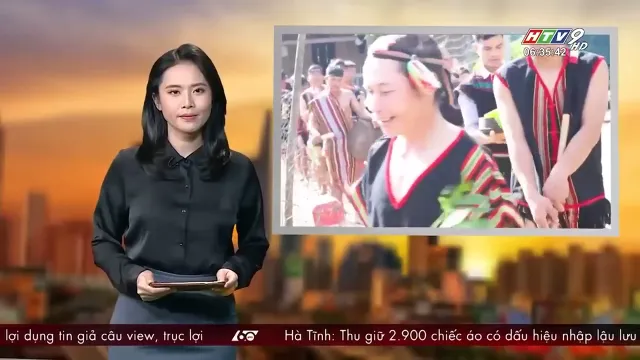 HTV9 HD
06:35:42
lợi dụng tin giả câu view, trục lợi
60 Hà Tĩnh: Thu giữ 2.900 chiếc áo có dấu hiệu nhập lậu lưu